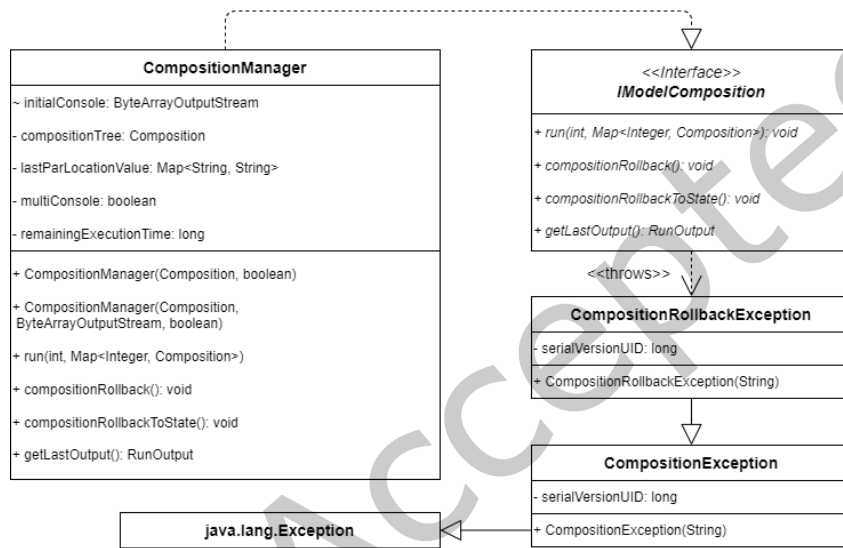 CompositionManager
~ initialConsole: ByteArrayOutputStream
- compositionTree: Composition
- lastParLocationValue: Map<String, String>
- multiConsole: boolean
- remainingExecutionTime: long
+ CompositionManager(Composition, boolean)
+ CompositionManager(Composition,
ByteArrayOutputStream, boolean)
+ run(int, Map<Integer, Composition>)
+ compositionRollback(): void
+ compositionRollbackToState(): void
+ getLastOutput(): RunOutput
<<Interface>>
IModelComposition
+ run(int, Map<Integer, Composition>): void
+ compositionRollback(): void
+ compositionRollbackToState(): void
+ getLastOutput(): RunOutput
<<throws>>
CompositionRollbackException
- serialVersionUID: long
+ CompositionRollbackException(String)
CompositionException
- serialVersionUID: long
+ CompositionException(String)
java.lang.Exception
Accepted